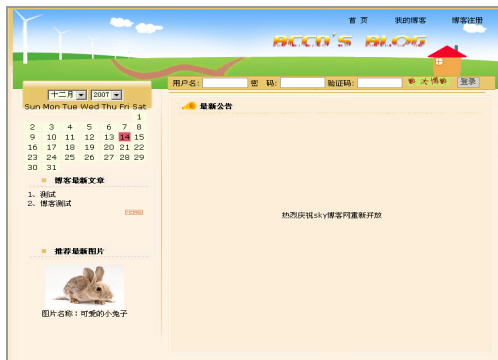 首 页 我的博客 博客注册
BCCD'S BLOG
用户名: 密 码: 验证码: 登录
十二月 2007
Sun Mon Tue Wed Thu Fri Sat
1
2 3 4 5 6 7 8
9 10 11 12 13 14 15
16 17 18 19 20 21 22
23 24 25 26 27 28 29
30 31
最新公告
博客最新文章
1、测试
2、博客测试
热烈庆祝sky博客网重新开放
推荐最新图片
图片名称：可爱的小兔子